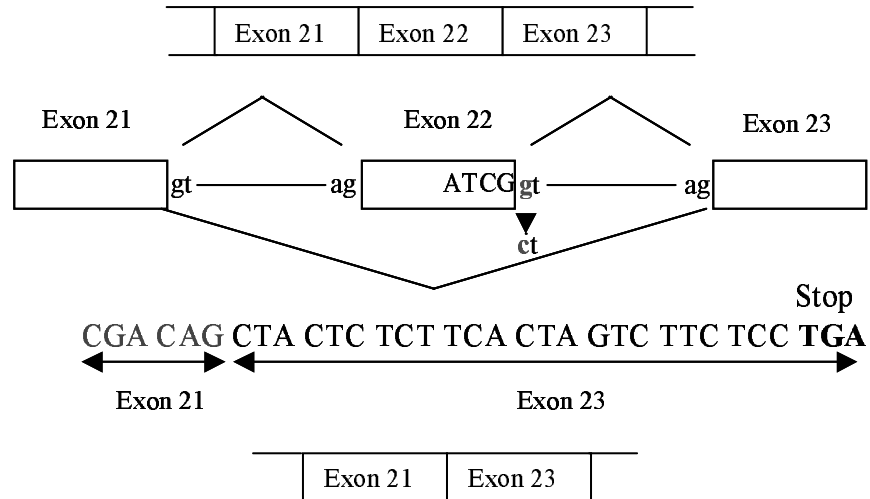 Exon 21 Exon 22 Exon 23
Exon 21 Exon 22 Exon 23
gt ag ATCG gt ag
ct
Stop
CGA CAG CTA CTC TCT TCA CTA GTC TTC TCC TGA
Exon 21 Exon 23
Exon 21 Exon 23